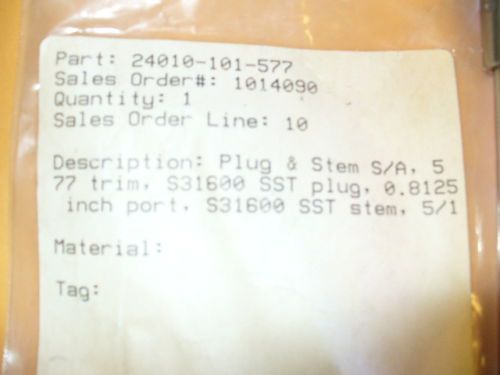 Part: 24010-101-577
Sales Order#: 1014090
Quantity: 1
Sales Order Line: 10
Description: Plug & Stem S/A, 5
77 trim, S31600 SST plug, 0.8125
inch port, S31600 SST stem, 5/1
Material:
Tag: